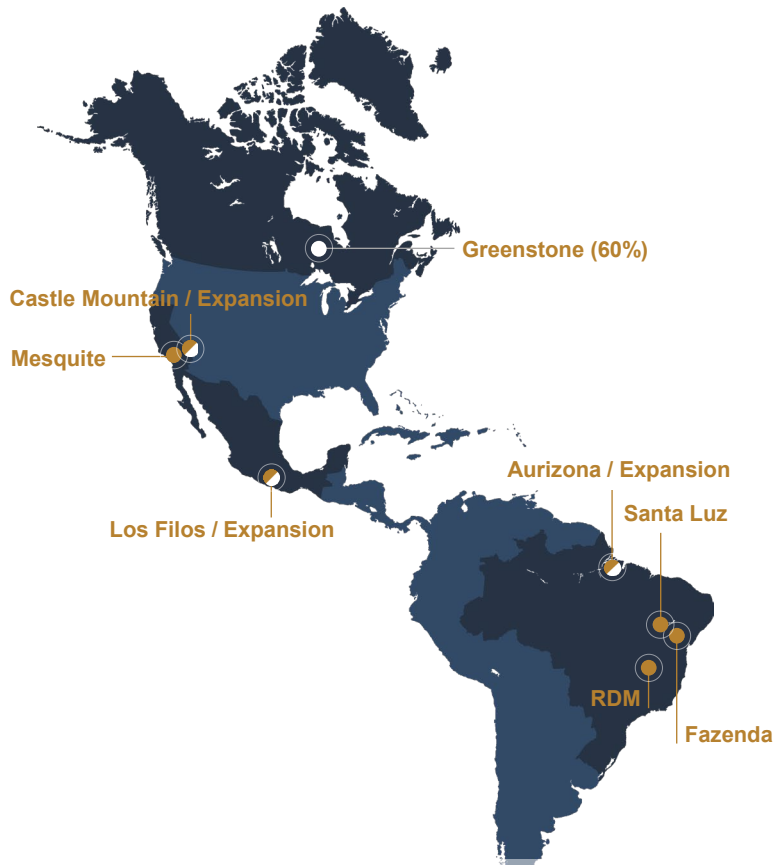 Greenstone (60%)
Castle Mountain / Expansion
Mesquite
Aurizona / Expansion
Santa Luz
Los Filos / Expansion
RDM
Fazenda